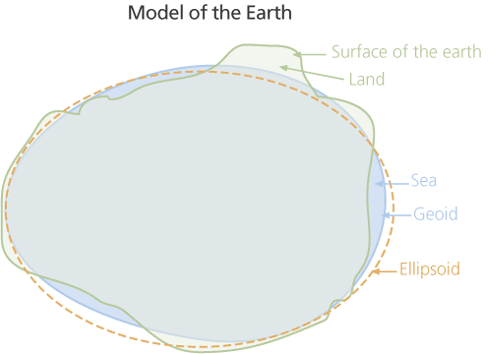 Model of the Earth
Surface of the earth
Land
Sea
Geoid
Ellipsoid